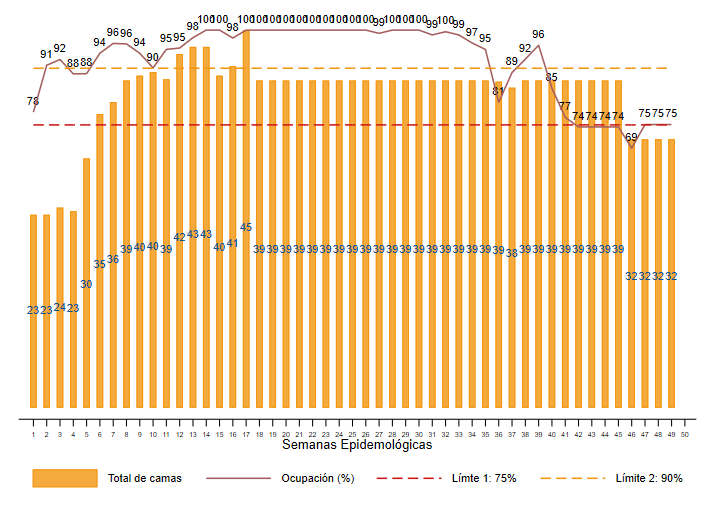 78 91 92 88 88 94 96 96 94 90 95 95 98 100 100 98 100 100 100 100 100 100 100 100 100 100 99 100 100 100 99 100 99 97 95 81 89 92 96 85 77 74 74 74 74 69 75 75 75
23 23 24 23 30 35 36 39 40 40 39 42 43 43 40 41 45 39 39 39 39 39 39 39 39 39 39 39 39 39 39 39 39 39 39 39 38 39 39 39 39 39 39 39 39 32 32 32 32
1 2 3 4 5 6 7 8 9 10 11 12 13 14 15 16 17 18 19 20 21 22 23 24 25 26 27 28 29 30 31 32 33 34 35 36 37 38 39 40 41 42 43 44 45 46 47 48 49 50
Semanas Epidemológicas
Total de camas Ocupación (%) Límte 1: 75% Límite 2: 90%